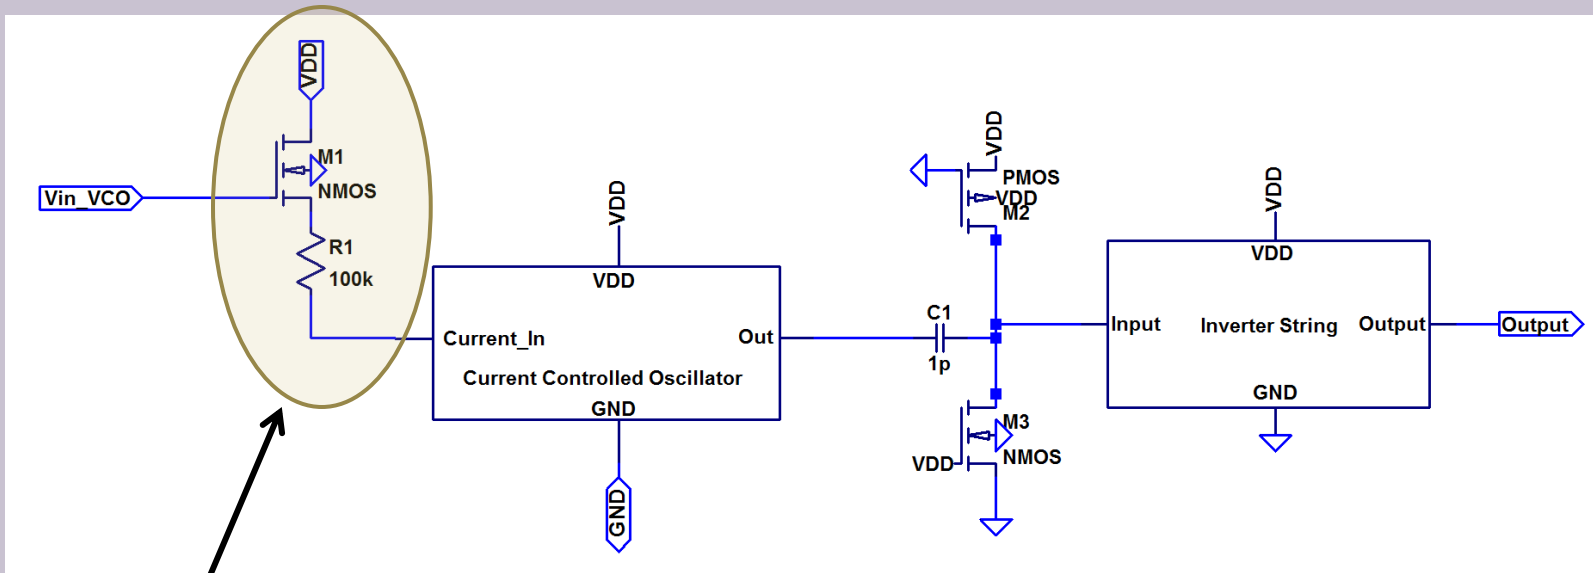 VDD
M1
NMOS
Vin_VCO
R1
100k
VDD
VDD
Current_In
Out
Current Controlled Oscillator
GND
GND
C1
1p
VDD
PMOS
VDD
M2
M3
NMOS
VDD
VDD
VDD
Input
Inverter String
Output
GND
Output